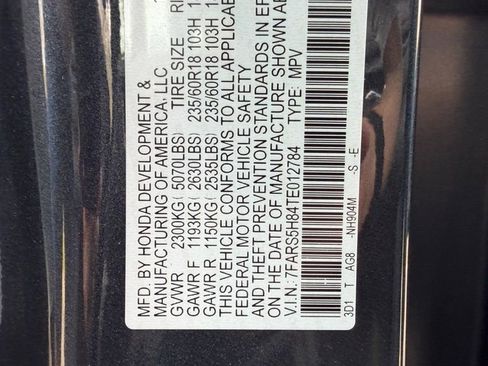 MFD. BY HONDA DEVELOPMENT &
MANUFACTURING OF AMERICA, LLC
GVWR 2300KG ( 5070LBS) TIRE SIZE
GAWR F 1193KG ( 2630LBS) 235/60R18 103H
GAWR R 1150KG ( 2535LBS) 235/60R18 103H
THIS VEHICLE CONFORMS TO ALL APPLICABLE
FEDERAL MOTOR VEHICLE SAFETY
AND THEFT PREVENTION STANDARDS IN
ON THE DATE OF MANUFACTURE SHOWN
V.I.N: 7FARS5H84TE012784 TYPE: MPV
3D1 T AG8 -NH904M -S -E